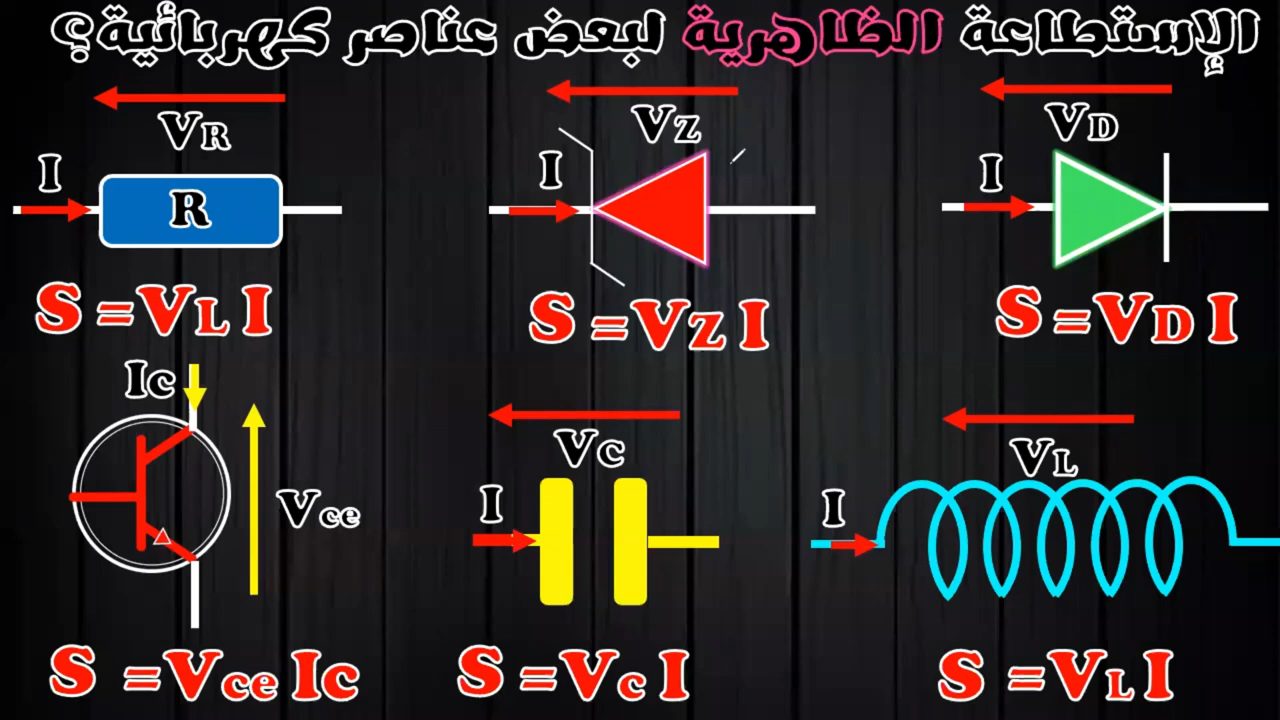 الإستطاعة الظاهرية لبعض عناصر كهربائية؟
VR
I
R
S = VL I
VZ
I
S = VZ I
VD
I
S = VD I
Ic
Vce
S = Vce Ic
VC
I
S = Vc I
VL
I
S = VL I